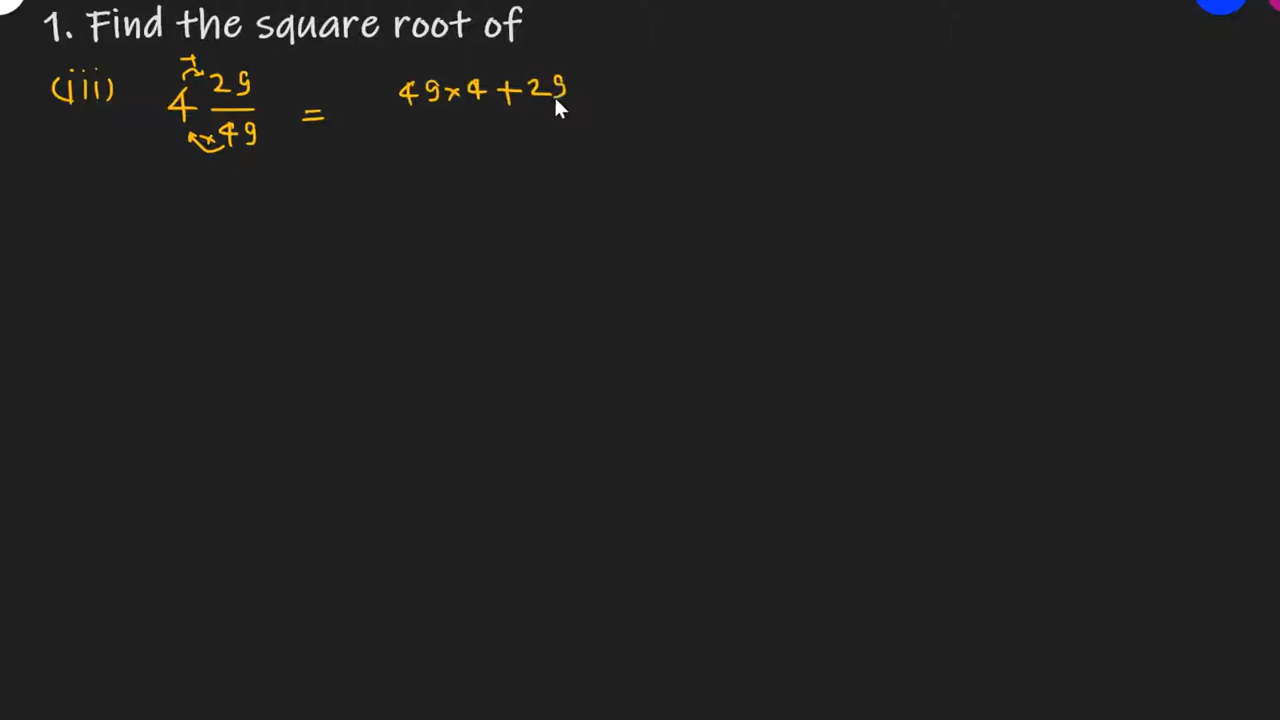 1. Find the square root of
(iii) 4 29/49 = 49×4+29
+
×